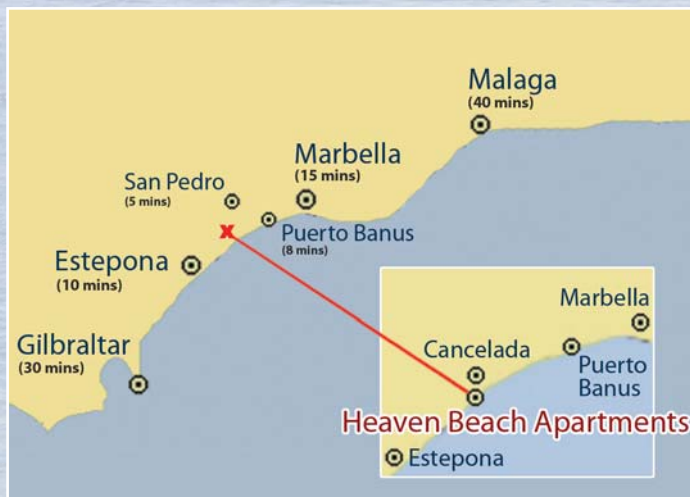 Malaga
(40 mins)
Marbella
(15 mins)
San Pedro
(5 mins)
x
Puerto Banus
(8 mins)
Estepona
(10 mins)
Gilbraltar
(30 mins)
Marbella
Cancelada
Puerto
Banus
Heaven Beach Apartments
Estepona